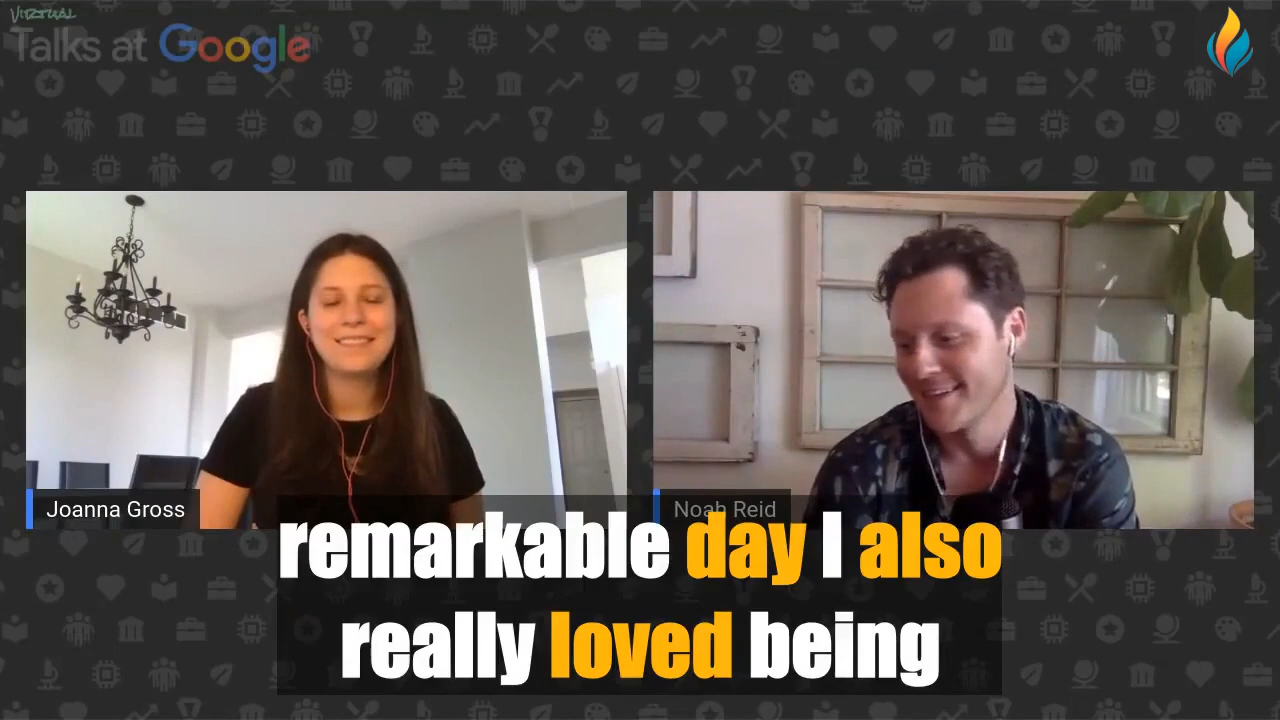 VIRTUAL
Talks at Google
Joanna Gross
Noah Reid
remarkable day I also
really loved being